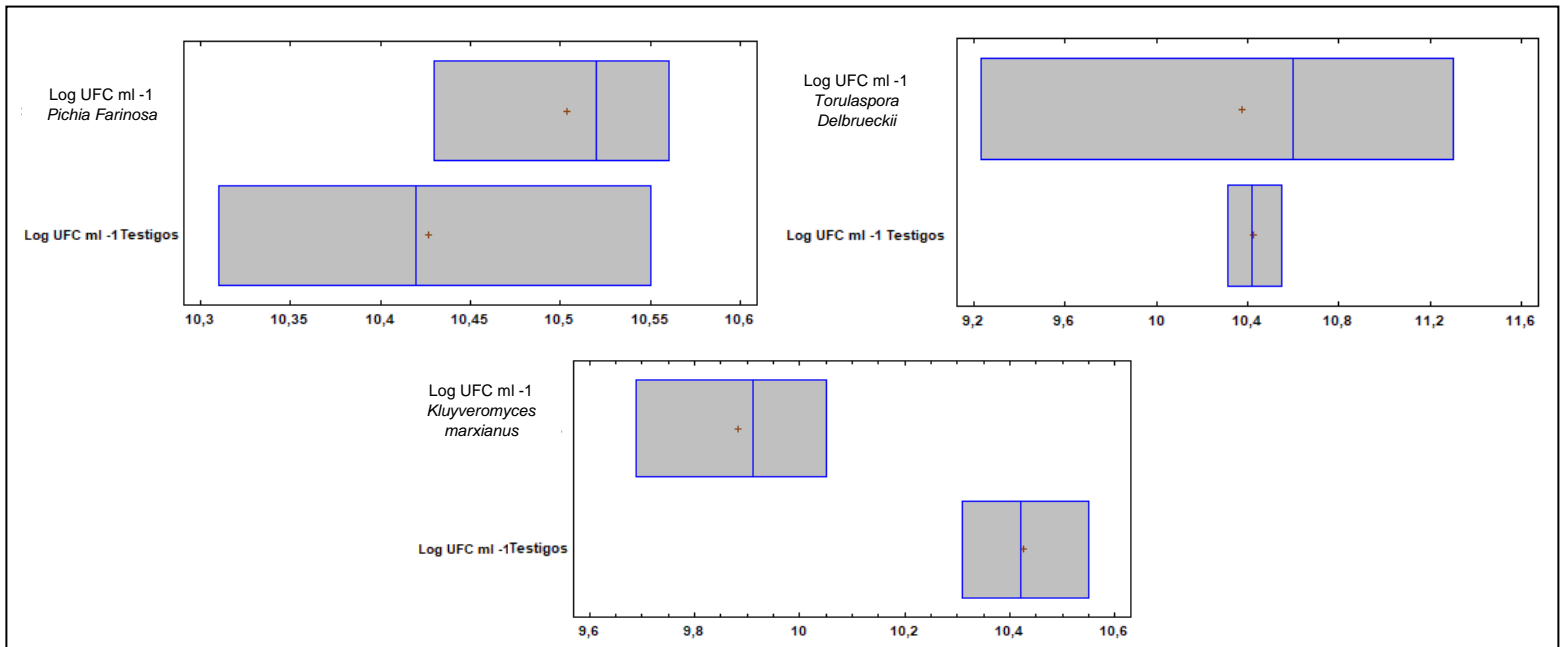 Log UFC ml -1
Pichia Farinosa
Log UFC ml -1 Testigos
10,3 10,35 10,4 10,45 10,5 10,55 10,6
Log UFC ml -1
Torulaspora
Delbrueckii
Log UFC ml -1 Testigos
9,2 9,6 10 10,4 10,8 11,2 11,6
Log UFC ml -1
Kluyveromyces
marxianus
Log UFC ml -1Testigos
9,6 9,8 10 10,2 10,4 10,6